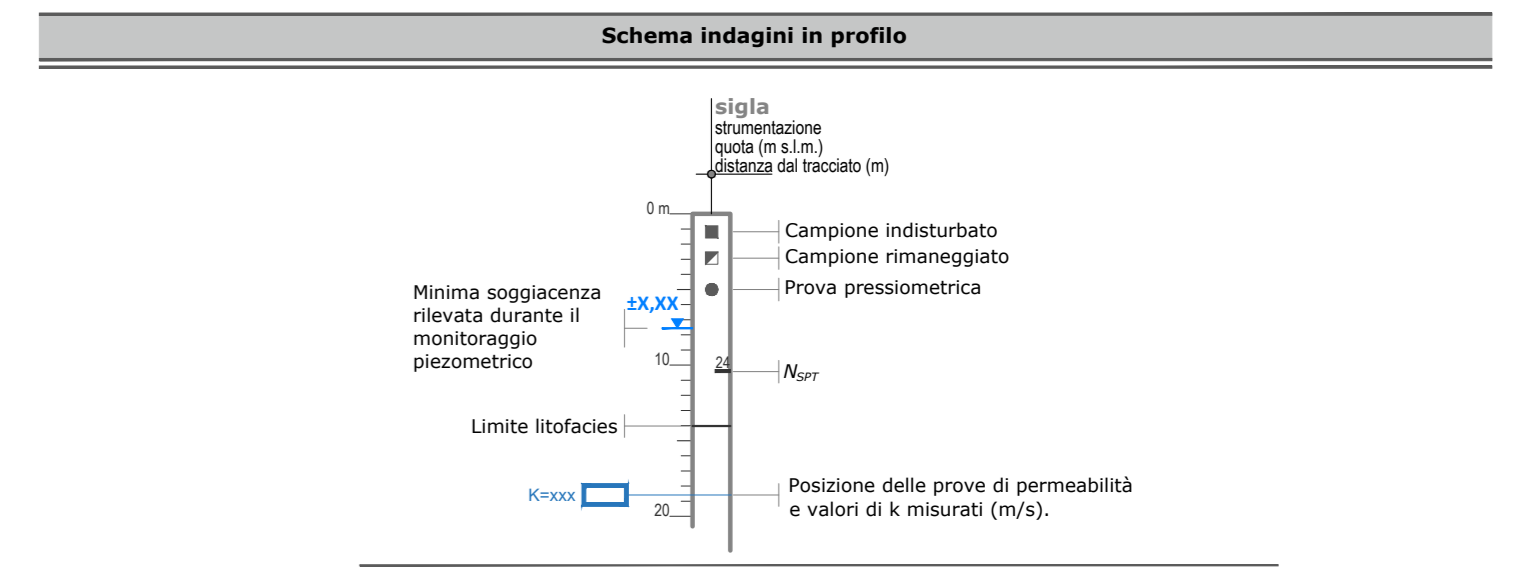 Schema indagini in profilo
sigla
strumentazione
quota (m s.l.m.)
distanza dal tracciato (m)
0 m
Campione indisturbato
Campione rimaneggiato
Prova pressiometrica
Minima soggiacenza
rilevata durante il
monitoraggio
piezometrico
±X,XX
10
24
N_SPT
Limite litofacies
K=xxx
Posizione delle prove di permeabilità
e valori di k misurati (m/s).
20